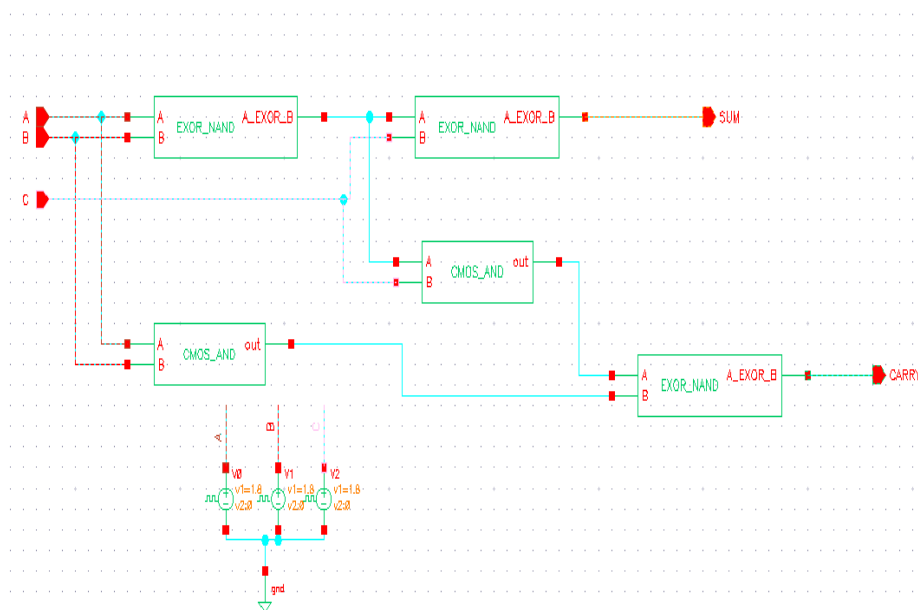 A A A_EXOR_B A A_EXOR_B SUM
B B EXOR_NAND B EXOR_NAND
C
A out
B CMOS_AND
A out
B CMOS_AND
A A_EXOR_B CARRY
B EXOR_NAND
A B C
V0 V1 V2
v1=1.8 v1=1.8 v1=1.8
v2:0 v2:0 v2:0
gnd